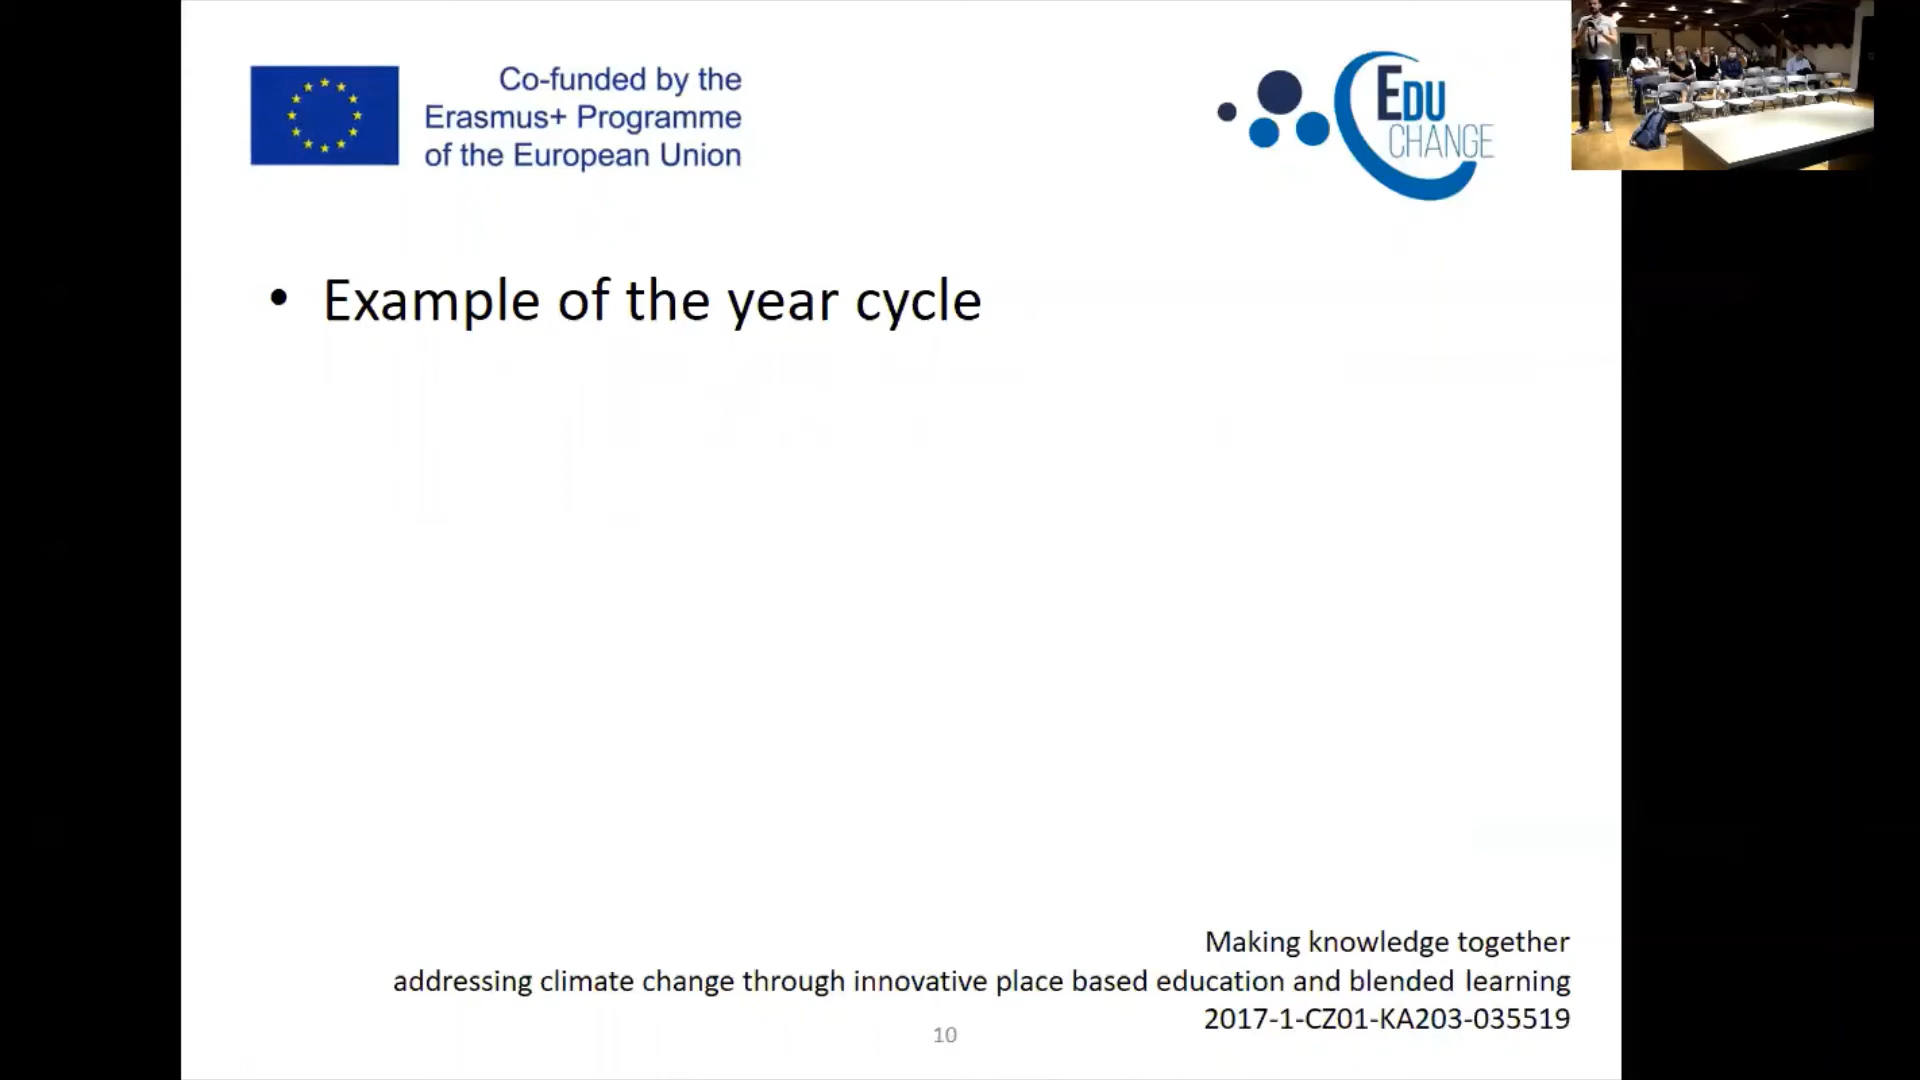 Co-funded by the
Erasmus+ Programme
of the European Union
EDU
CHANGE
• Example of the year cycle
Making knowledge together
addressing climate change through innovative place based education and blended learning
2017-1-CZ01-KA203-035519
10